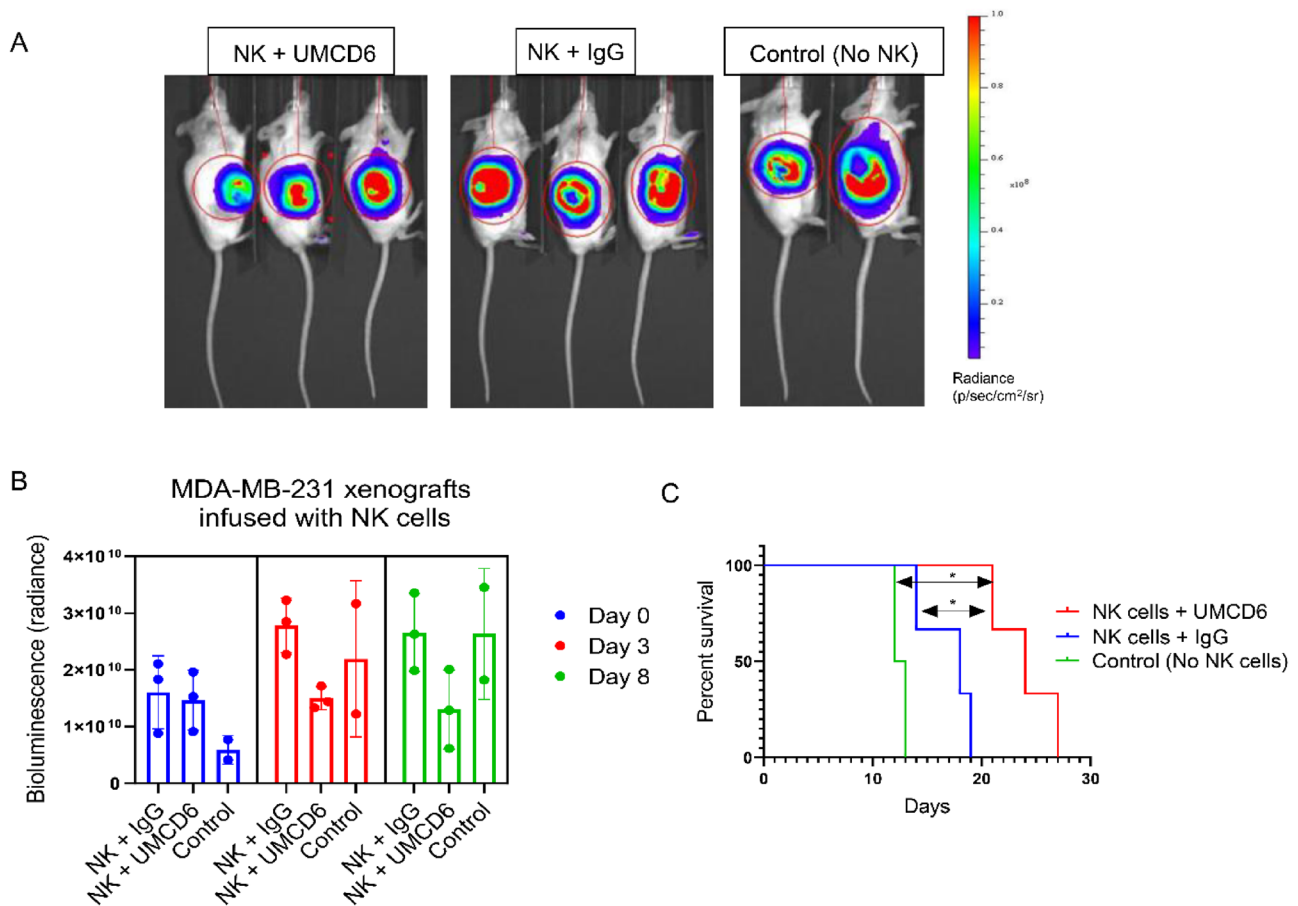 A
NK + UMCD6
NK + IgG
Control (No NK)
1.0
0.8
0.6
×10⁸
0.4
0.2
Radiance
(p/sec/cm²/sr)
B
MDA-MB-231 xenografts
infused with NK cells
Bioluminescence (radiance)
4×10¹⁰
3×10¹⁰
2×10¹⁰
1×10¹⁰
0
NK + IgG
NK + UMCD6
Control
NK + IgG
NK + UMCD6
Control
NK + IgG
NK + UMCD6
Control
Day 0
Day 3
Day 8
C
Percent survival
100
50
0
*
*
0
10
20
30
Days
NK cells + UMCD6
NK cells + IgG
Control (No NK cells)